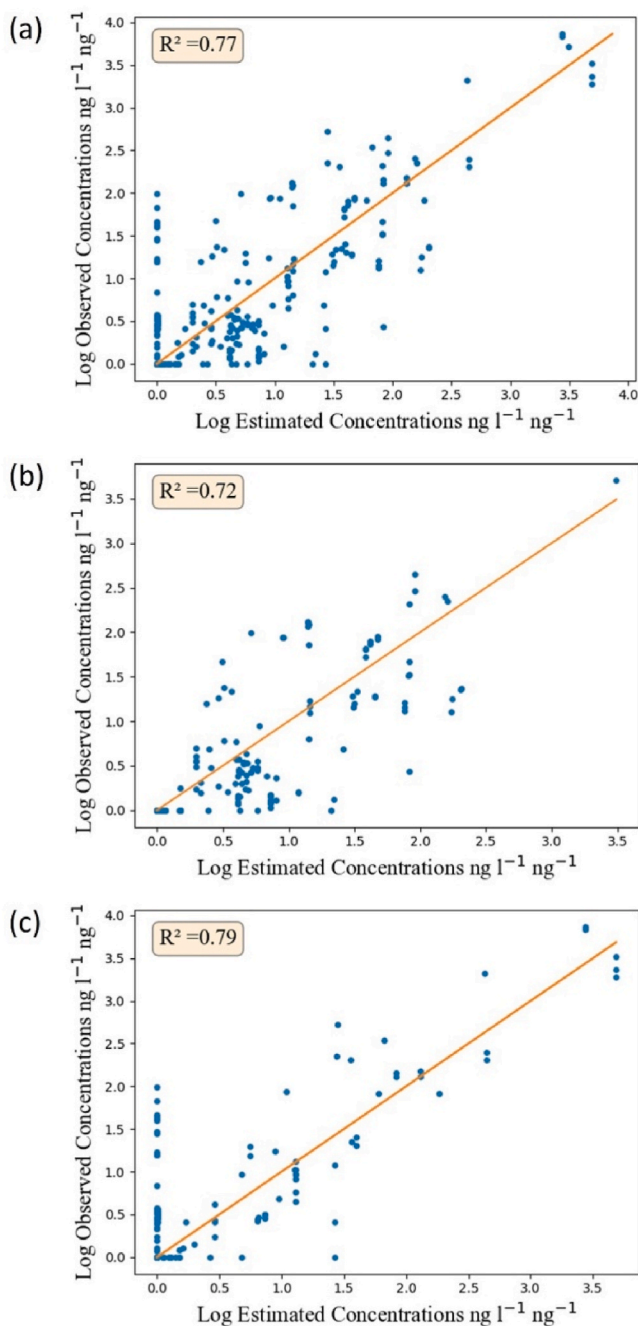 (a)
R² =0.77
Log Observed Concentrations ng l⁻¹ ng⁻¹
4.0
3.5
3.0
2.5
2.0
1.5
1.0
0.5
0.0
0.0 0.5 1.0 1.5 2.0 2.5 3.0 3.5 4.0
Log Estimated Concentrations ng l⁻¹ ng⁻¹
(b)
R² =0.72
Log Observed Concentrations ng l⁻¹ ng⁻¹
3.5
3.0
2.5
2.0
1.5
1.0
0.5
0.0
0.0 0.5 1.0 1.5 2.0 2.5 3.0 3.5
Log Estimated Concentrations ng l⁻¹ ng⁻¹
(c)
R² =0.79
Log Observed Concentrations ng l⁻¹ ng⁻¹
4.0
3.5
3.0
2.5
2.0
1.5
1.0
0.5
0.0
0.0 0.5 1.0 1.5 2.0 2.5 3.0 3.5
Log Estimated Concentrations ng l⁻¹ ng⁻¹